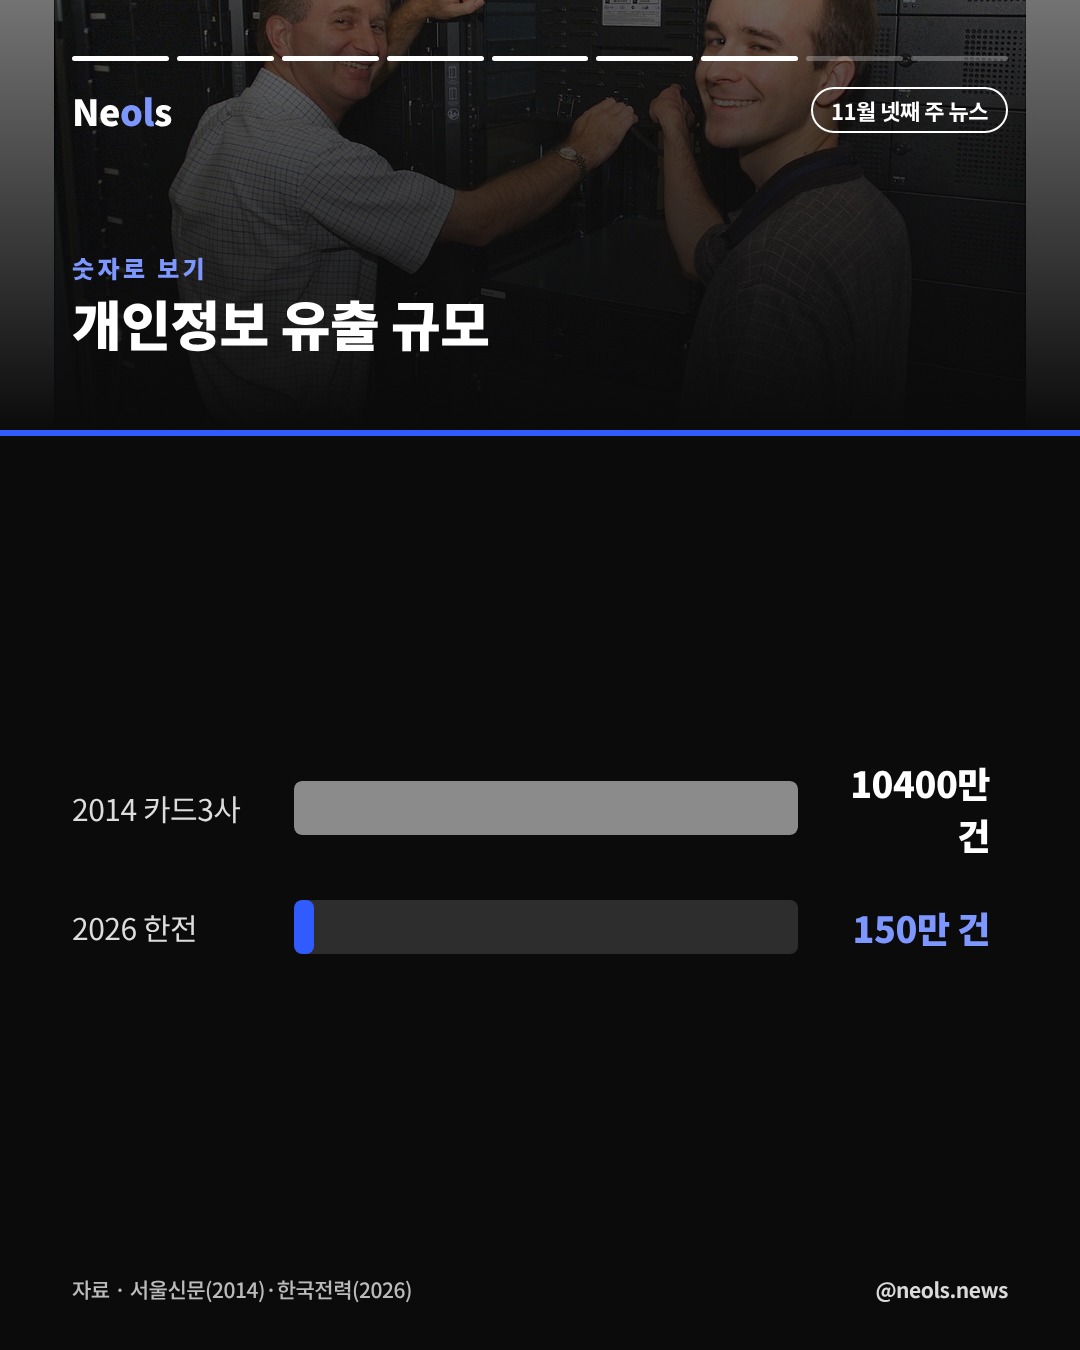 Neols
11월 넷째 주 뉴스
숫자로 보기
개인정보 유출 규모
2014 카드3사
10400만
건
2026 한전
150만 건
자료 · 서울신문(2014)·한국전력(2026)
@neols.news